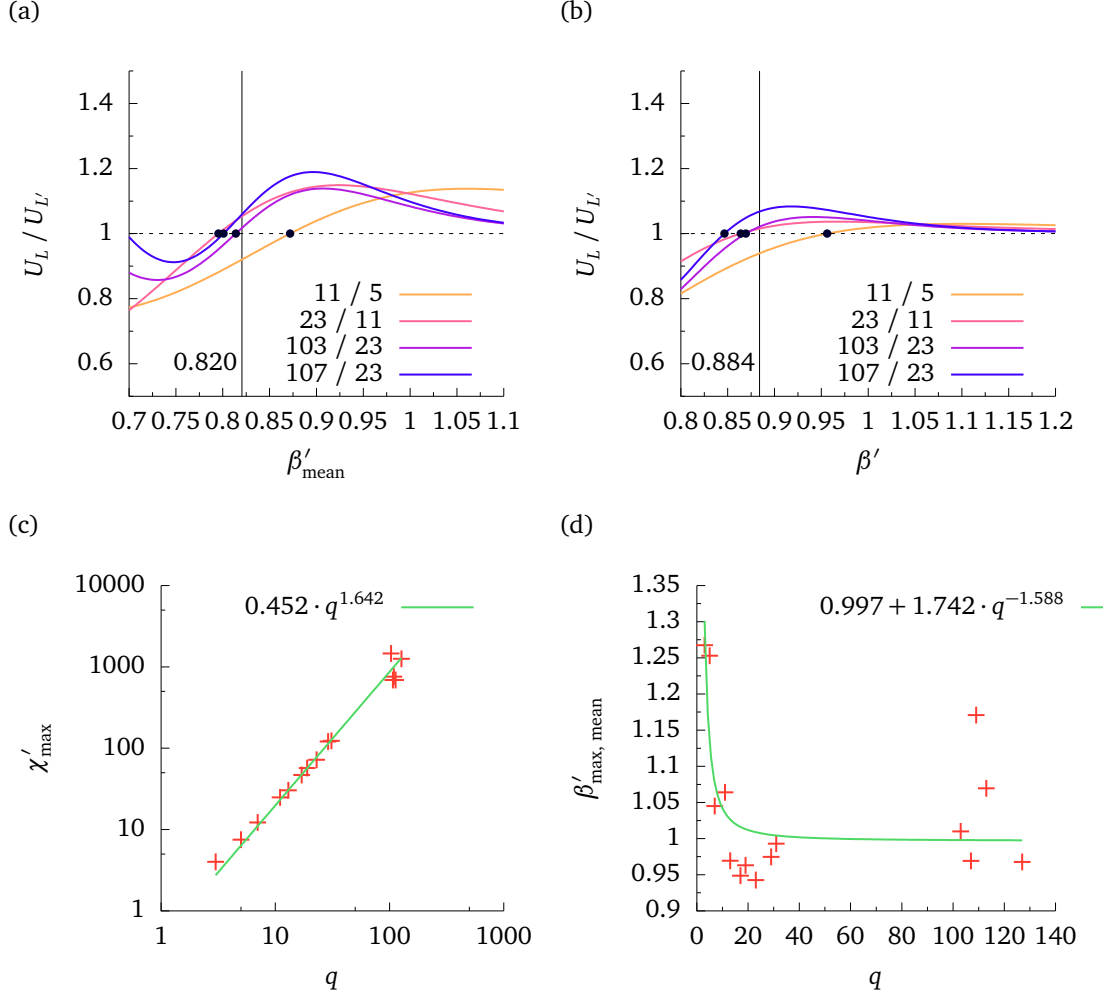 (a)
(b)
U_L / U_L′
1.4
1.2
1
0.8
0.6
0.820
11 / 5
23 / 11
103 / 23
107 / 23
0.7 0.75 0.8 0.85 0.9 0.95 1 1.05 1.1
β′_mean
U_L / U_L′
1.4
1.2
1
0.8
0.6
0.884
11 / 5
23 / 11
103 / 23
107 / 23
0.8 0.85 0.9 0.95 1 1.05 1.1 1.15 1.2
β′
(c)
(d)
χ′_max
10000
1000
100
10
1
0.452 · q^1.642
1 10 100 1000
q
β′_max, mean
1.35
1.3
1.25
1.2
1.15
1.1
1.05
1
0.95
0.9
0.997 + 1.742 · q^−1.588
0 20 40 60 80 100 120 140
q